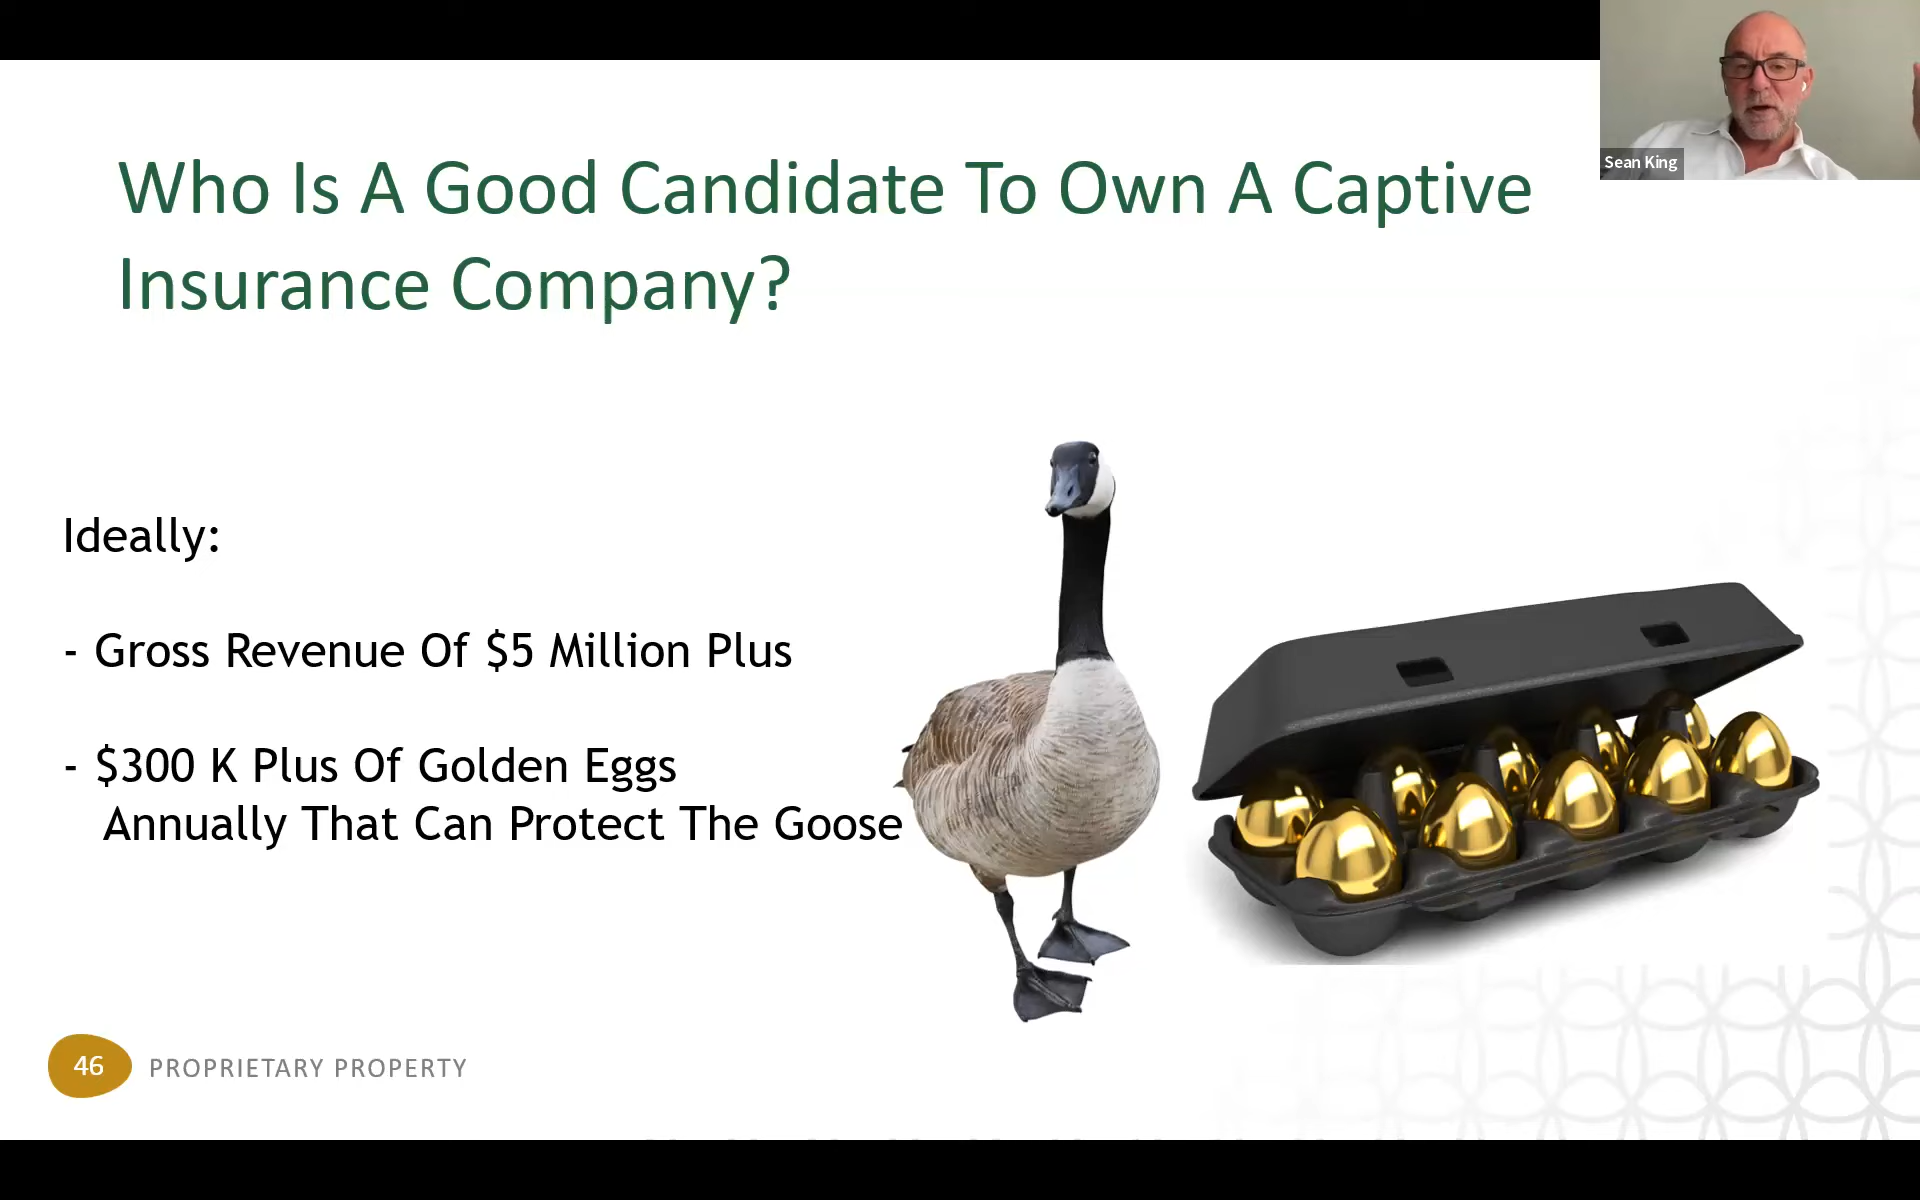 Sean King
Who Is A Good Candidate To Own A Captive
Insurance Company?
Ideally:
- Gross Revenue Of $5 Million Plus
- $300 K Plus Of Golden Eggs
Annually That Can Protect The Goose
46
PROPRIETARY PROPERTY